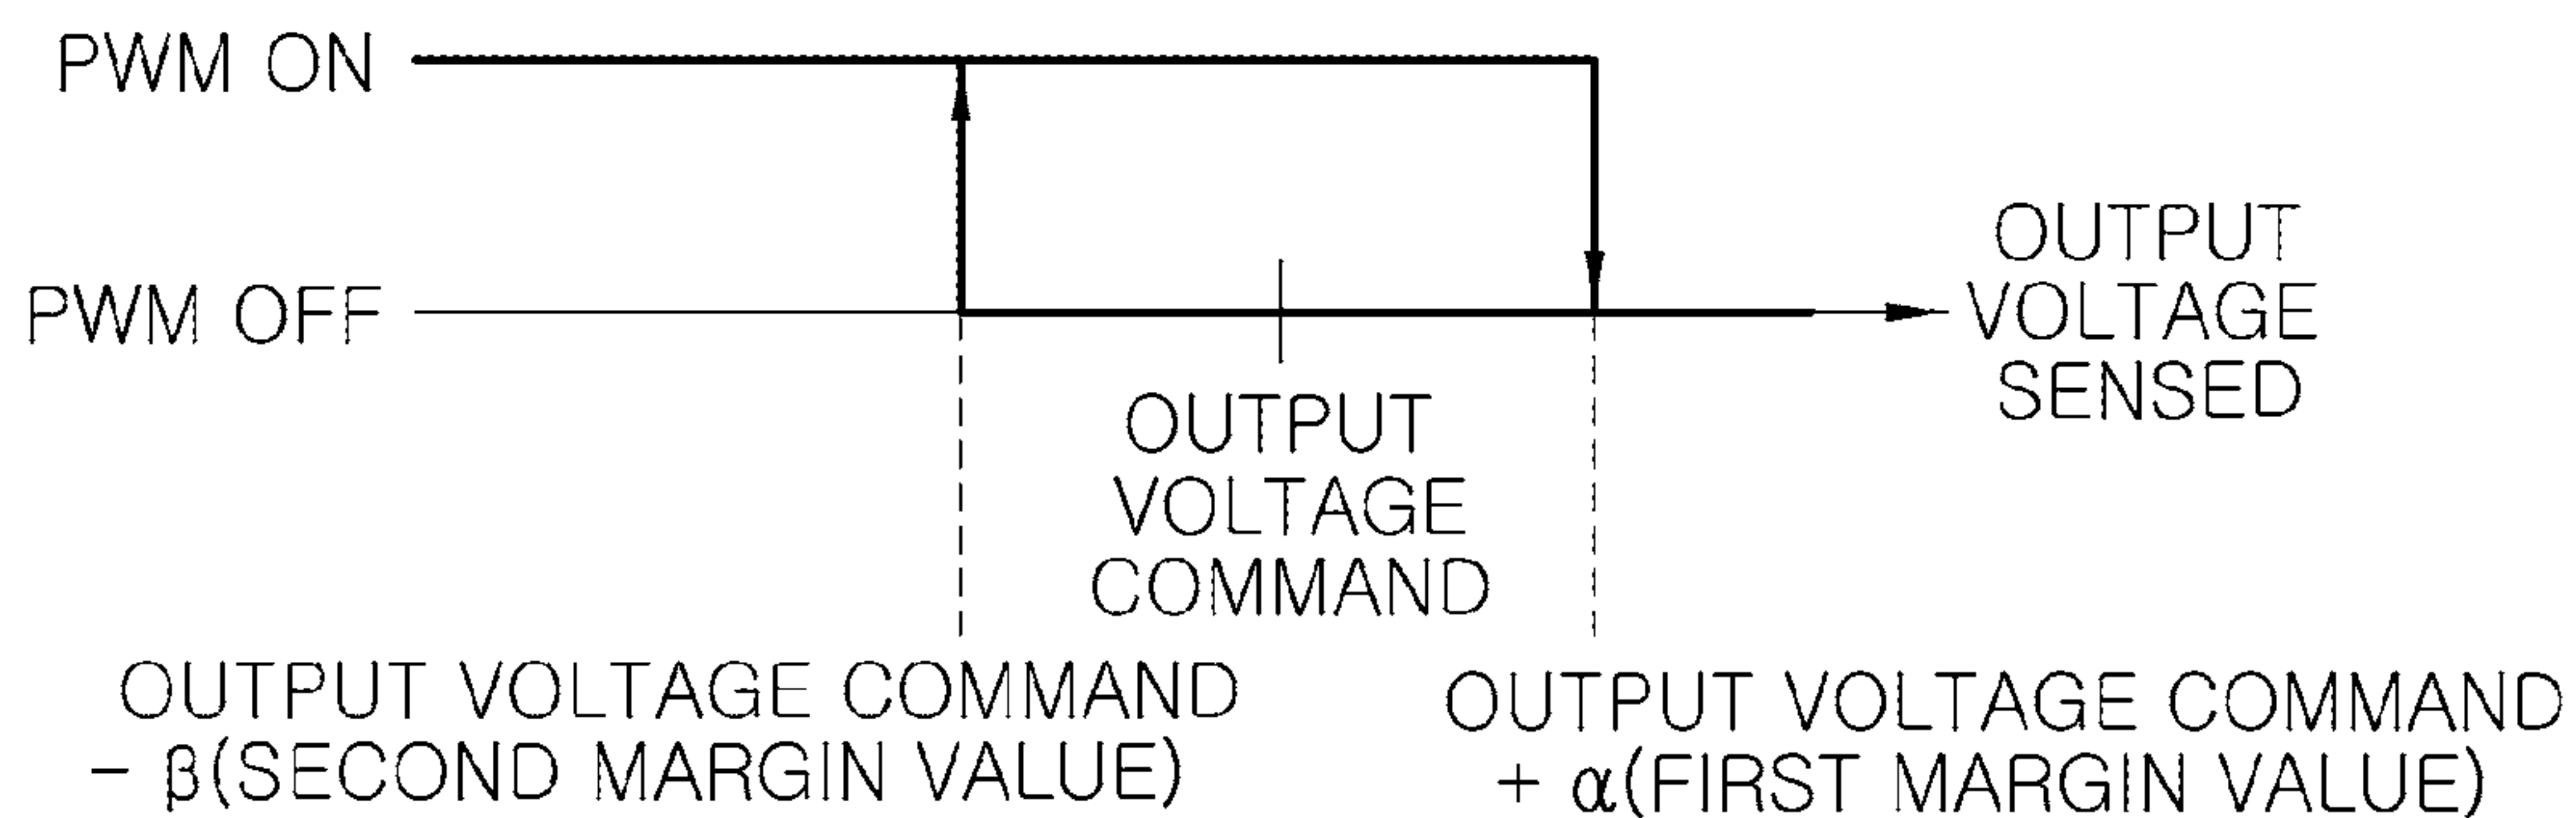 PWM ON
PWM OFF
OUTPUT
VOLTAGE
SENSED
OUTPUT
VOLTAGE
COMMAND
OUTPUT VOLTAGE COMMAND
- β(SECOND MARGIN VALUE)
OUTPUT VOLTAGE COMMAND
+ α(FIRST MARGIN VALUE)